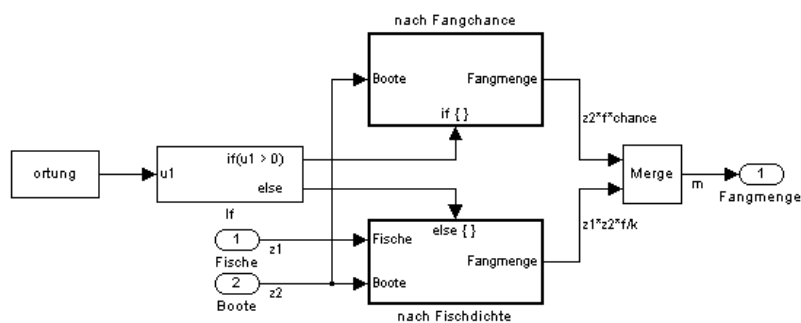 nach Fangchance
Boote
Fangmenge
if { }
z2*f*chance
ortung
u1
if(u1 > 0)
else
If
Merge
m
1
Fangmenge
1
z1
Fische
2
z2
Boote
else { }
Fische
Fangmenge
Boote
z1*z2*f/k
nach Fischdichte